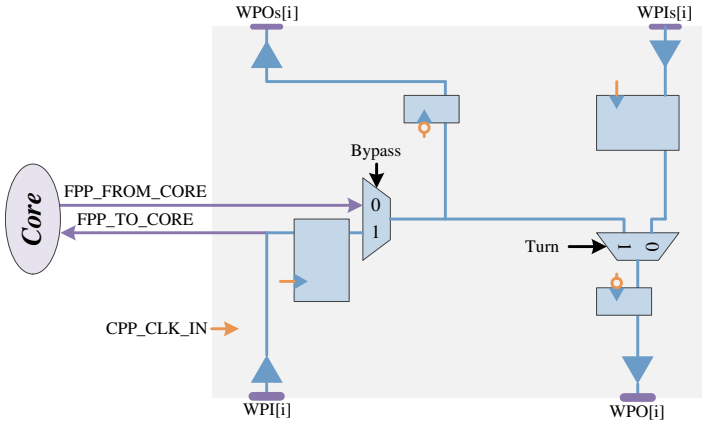 WPOs[i]
WPIs[i]
Bypass
FPP_FROM_CORE
0
Core
FPP_TO_CORE
1
Turn
1
0
CPP_CLK_IN
WPI[i]
WPO[i]